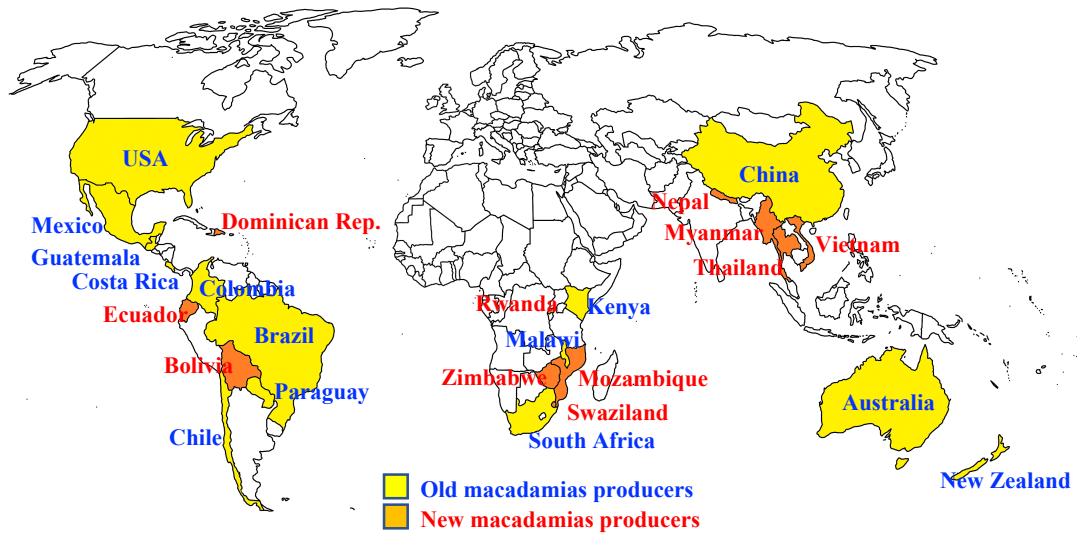 USA
China
Nepal
Mexico
Dominican Rep.
Myanmar
Vietnam
Guatemala
Thailand
Costa Rica
Colombia
Rwanda
Kenya
Ecuador
Brazil
Malawi
Bolivia
Zimbabwe
Mozambique
Paraguay
Australia
Swaziland
Chile
South Africa
New Zealand
Old macadamias producers
New macadamias producers